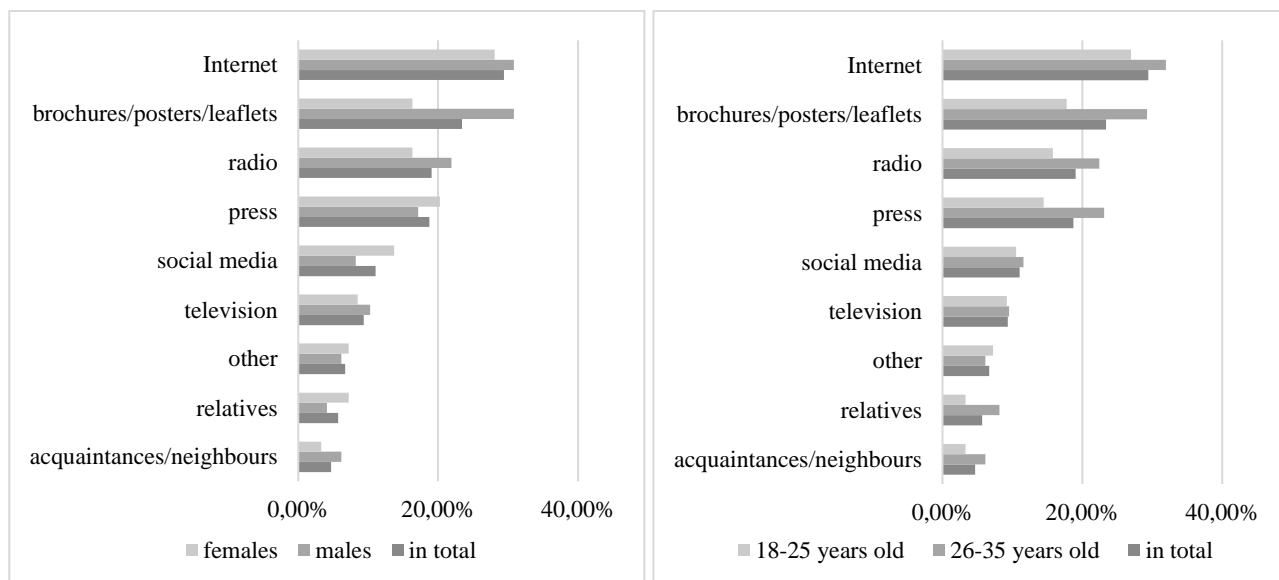 Internet
brochures/posters/leaflets
radio
press
social media
television
other
relatives
acquaintances/neighbours
0,00% 20,00% 40,00%
females males in total
Internet
brochures/posters/leaflets
radio
press
social media
television
other
relatives
acquaintances/neighbours
0,00% 20,00% 40,00%
18-25 years old 26-35 years old in total